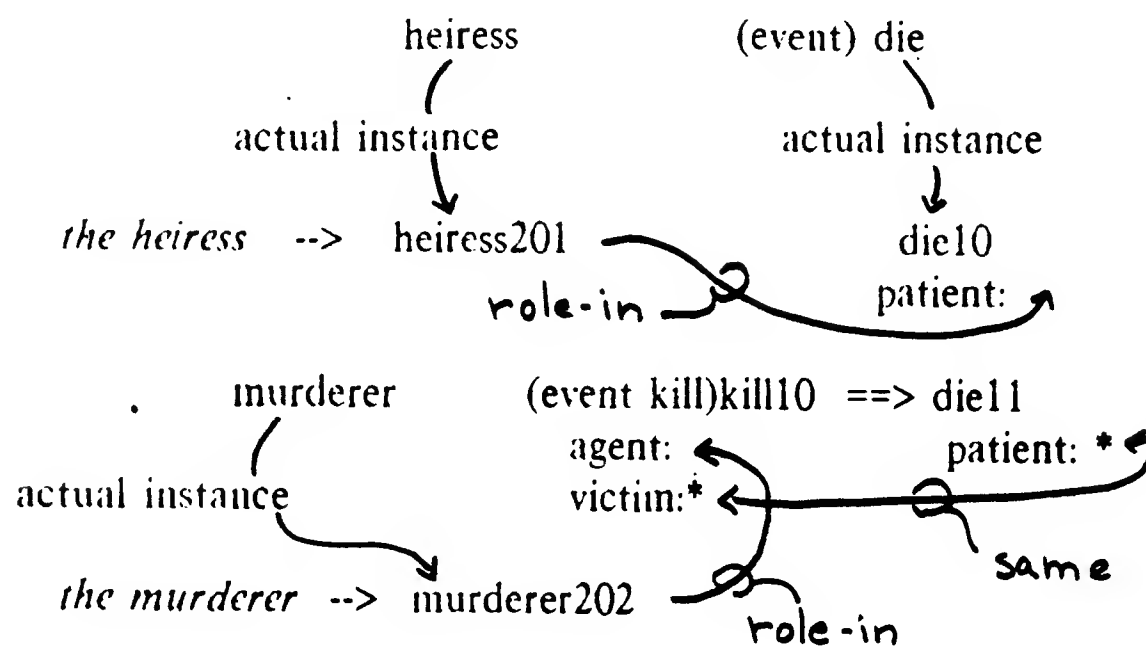 heiress (event) die
actual instance actual instance
the heiress --> heiress201 die10
role-in patient:
murderer (event kill)kill10 ==> die11
agent: patient: *
actual instance victim:*
same
the murderer --> murderer202
role-in